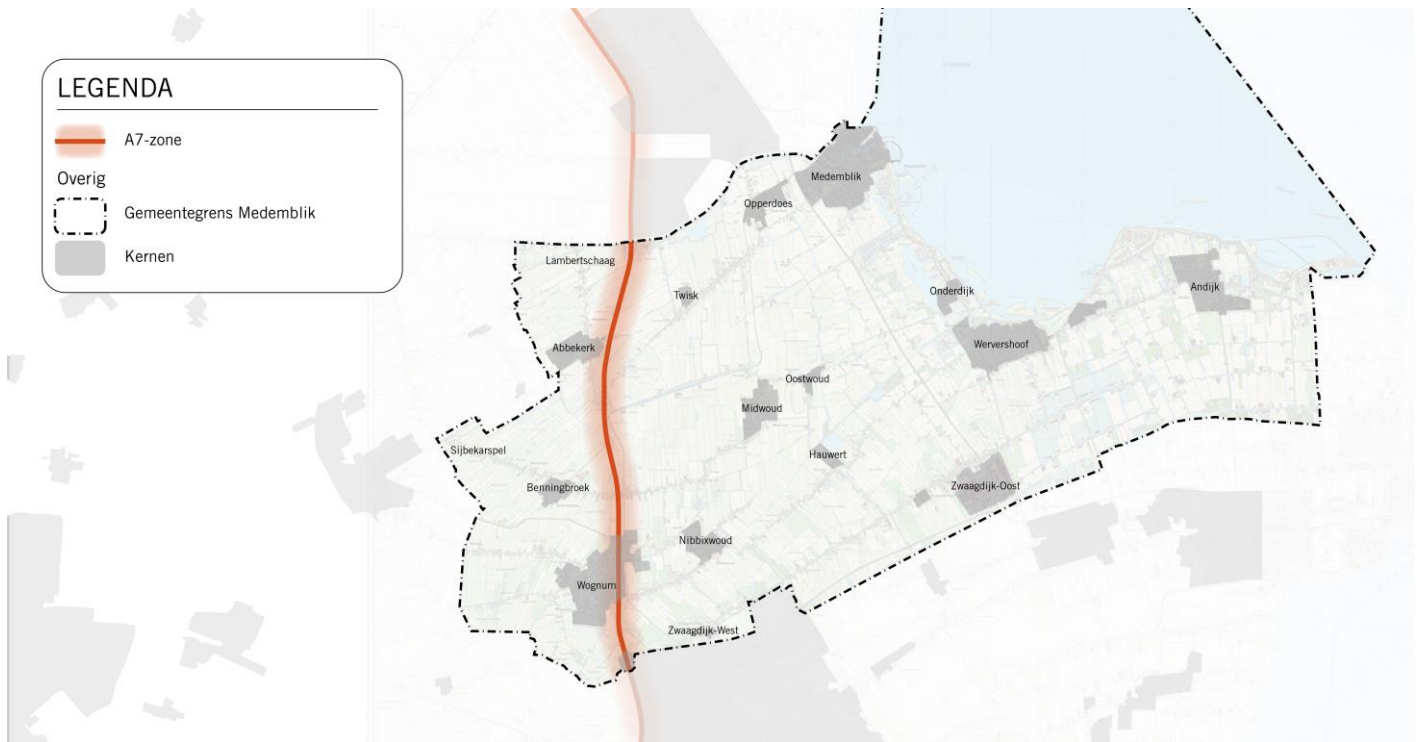 LEGENDA
A7-zone
Overig
Gemeentegrens Medemblik
Kernen
Medemblik
Opperdoes
Lambertschaag
Twisk
Onderdijk
Andijk
Abbekerk
Wervershoof
Oostwoud
Midwoud
Sijbekarspel
Hauwert
Benningbroek
Zwaagdijk-Oost
Nibbixwoud
Wognum
Zwaagdijk-West